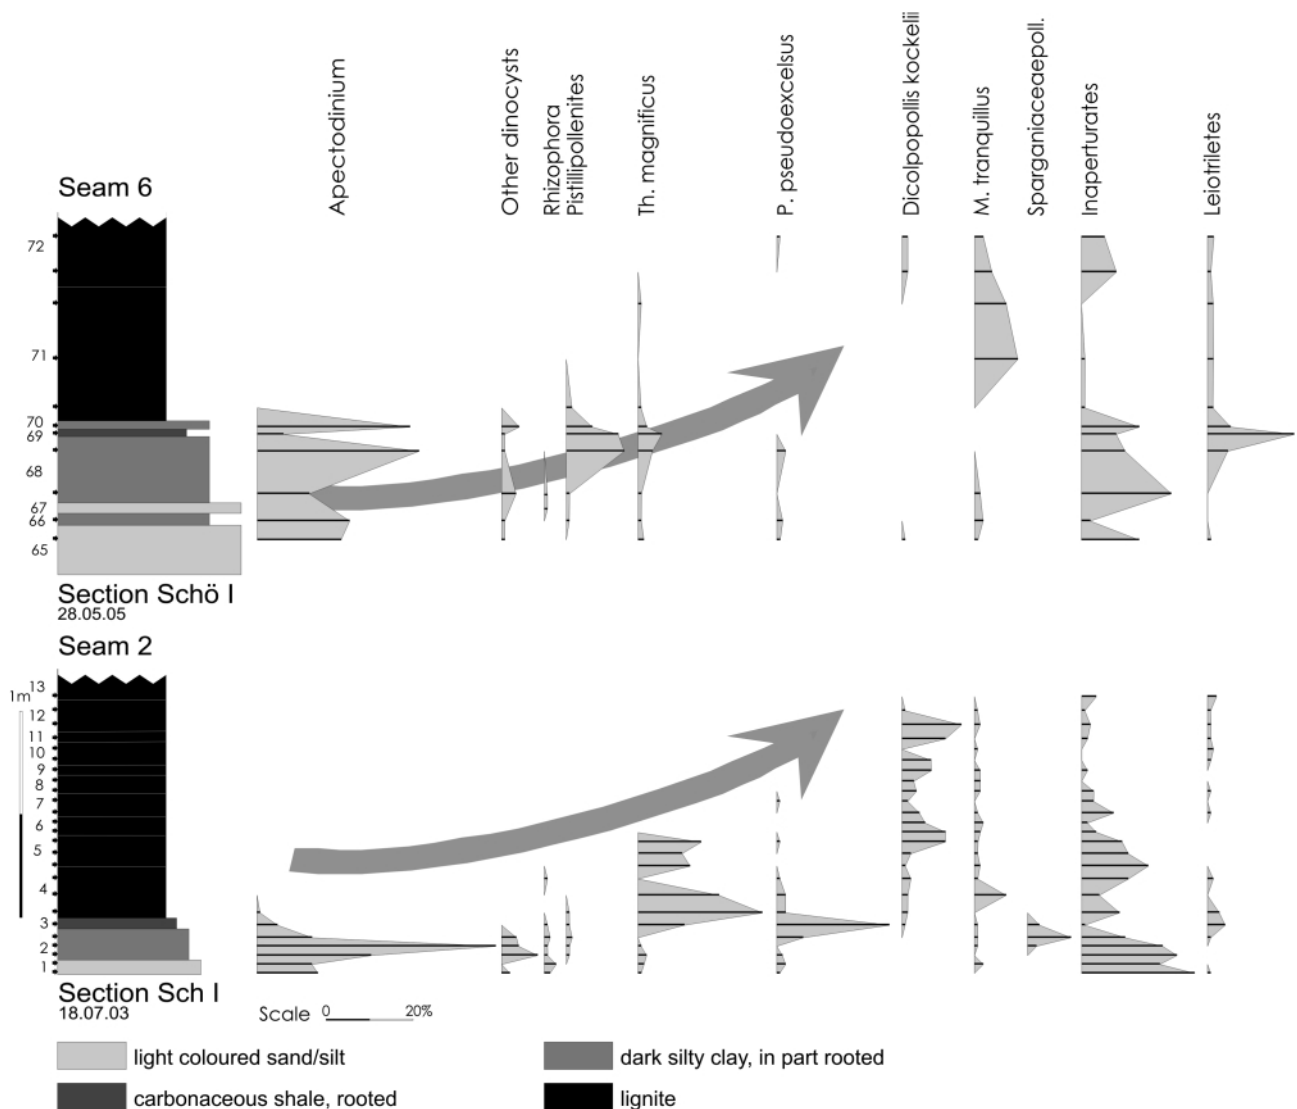 Apectodinium
Other dinocysts
Rhizophora
Pistillipollenites
Th. magnificus
P. pseudoexcelsus
Dicolpopollis kockelii
M. tranquillus
Sparganiaceaepoll.
Inaperturates
Leiotriletes
Seam 6
72
71
70
69
68
67
66
65
Section Schö I
28.05.05
Seam 2
1m
13
12
11
10
9
8
7
6
5
4
3
2
1
Section Sch I
18.07.03
Scale 0 20%
light coloured sand/silt
dark silty clay, in part rooted
carbonaceous shale, rooted
lignite